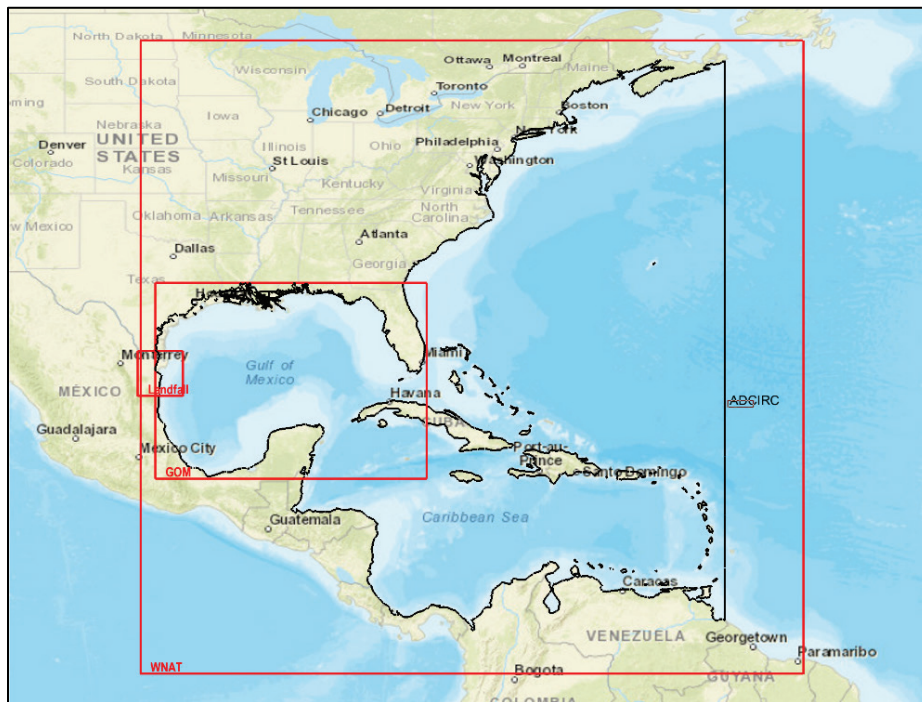 North Dakota
Minnesota
Ottawa
Montreal
Maine
Wisconsin
South Dakota
Toronto
New York
Boston
Chicago
Detroit
Nebraska
Iowa
Denver
UNITED
STATES
Colorado
Illinois
Ohio
Philadelphia
New York
Washington
St Louis
Kansas
Missouri
Kentucky
Virginia
Tennessee
North
Carolina
Oklahoma
Arkansas
New Mexico
Atlanta
Dallas
Georgia
Texas
Gulf of
Mexico
Miami
Monterrey
Landfall
MÉXICO
Havana
CUBA
ADCIRC
Guadalajara
Mexico City
GOM
Port-au-
Prince
Santo Domingo
Guatemala
Caribbean Sea
Caracas
VENEZUELA
Georgetown
Paramaribo
GUYANA
WNAT
Bogota
COLOMBIA